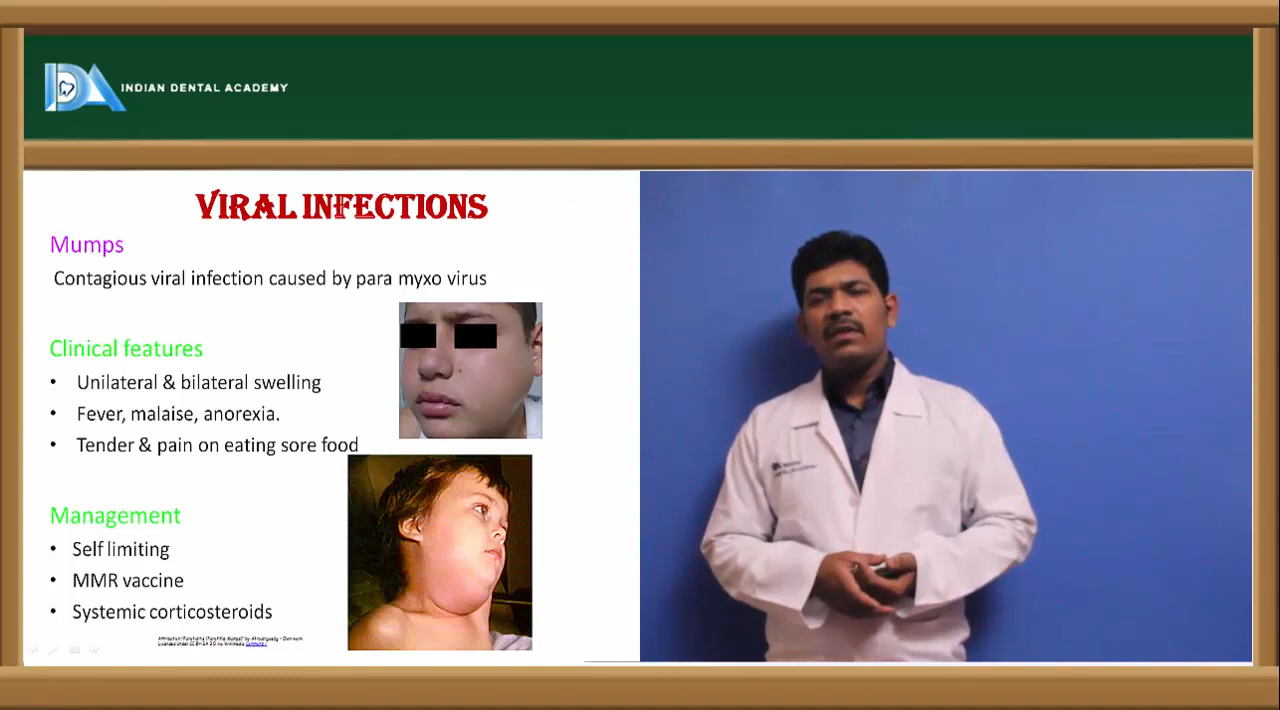 INDIAN DENTAL ACADEMY
VIRAL INFECTIONS
Mumps
Contagious viral infection caused by para myxo virus
Clinical features
• Unilateral & bilateral swelling
• Fever, malaise, anorexia.
• Tender & pain on eating sore food
Management
• Self limiting
• MMR vaccine
• Systemic corticosteroids